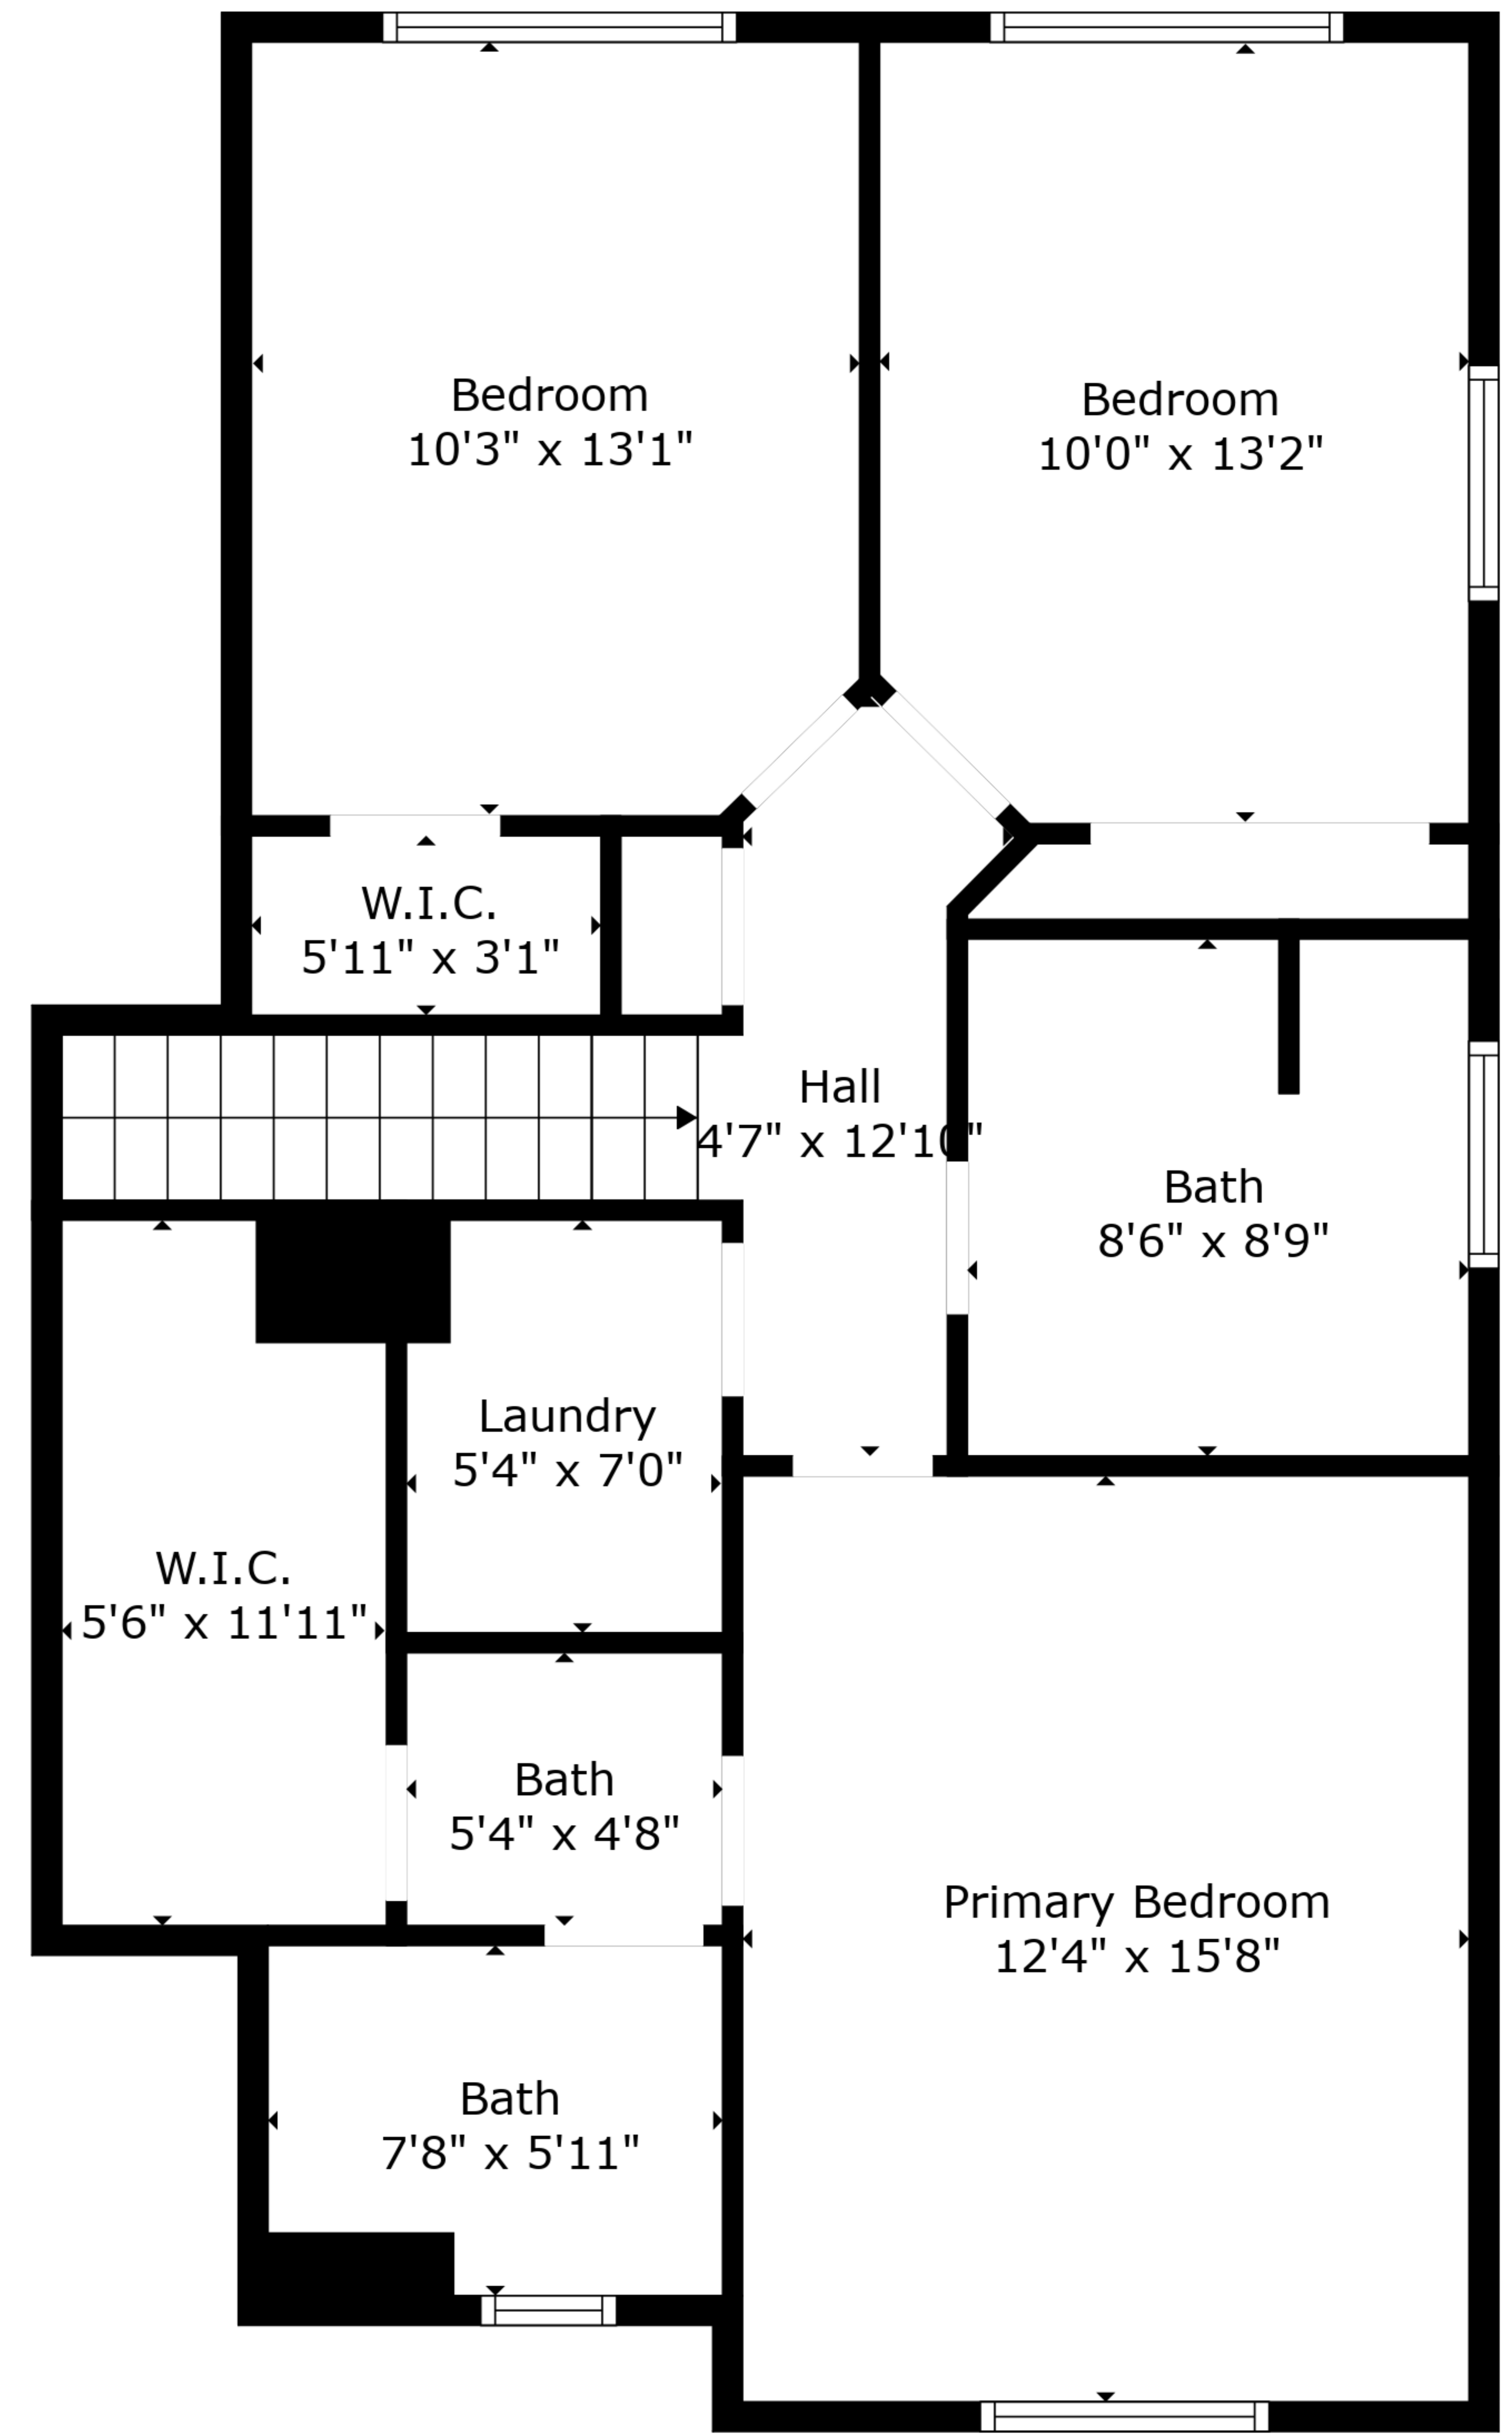 Bedroom
10'3" x 13'1"
Bedroom
10'0" x 13'2"
W.I.C.
5'11" x 3'1"
Hall
4'7" x 12'10"
Bath
8'6" x 8'9"
Laundry
5'4" x 7'0"
W.I.C.
5'6" x 11'11"
Bath
5'4" x 4'8"
Primary Bedroom
12'4" x 15'8"
Bath
7'8" x 5'11"